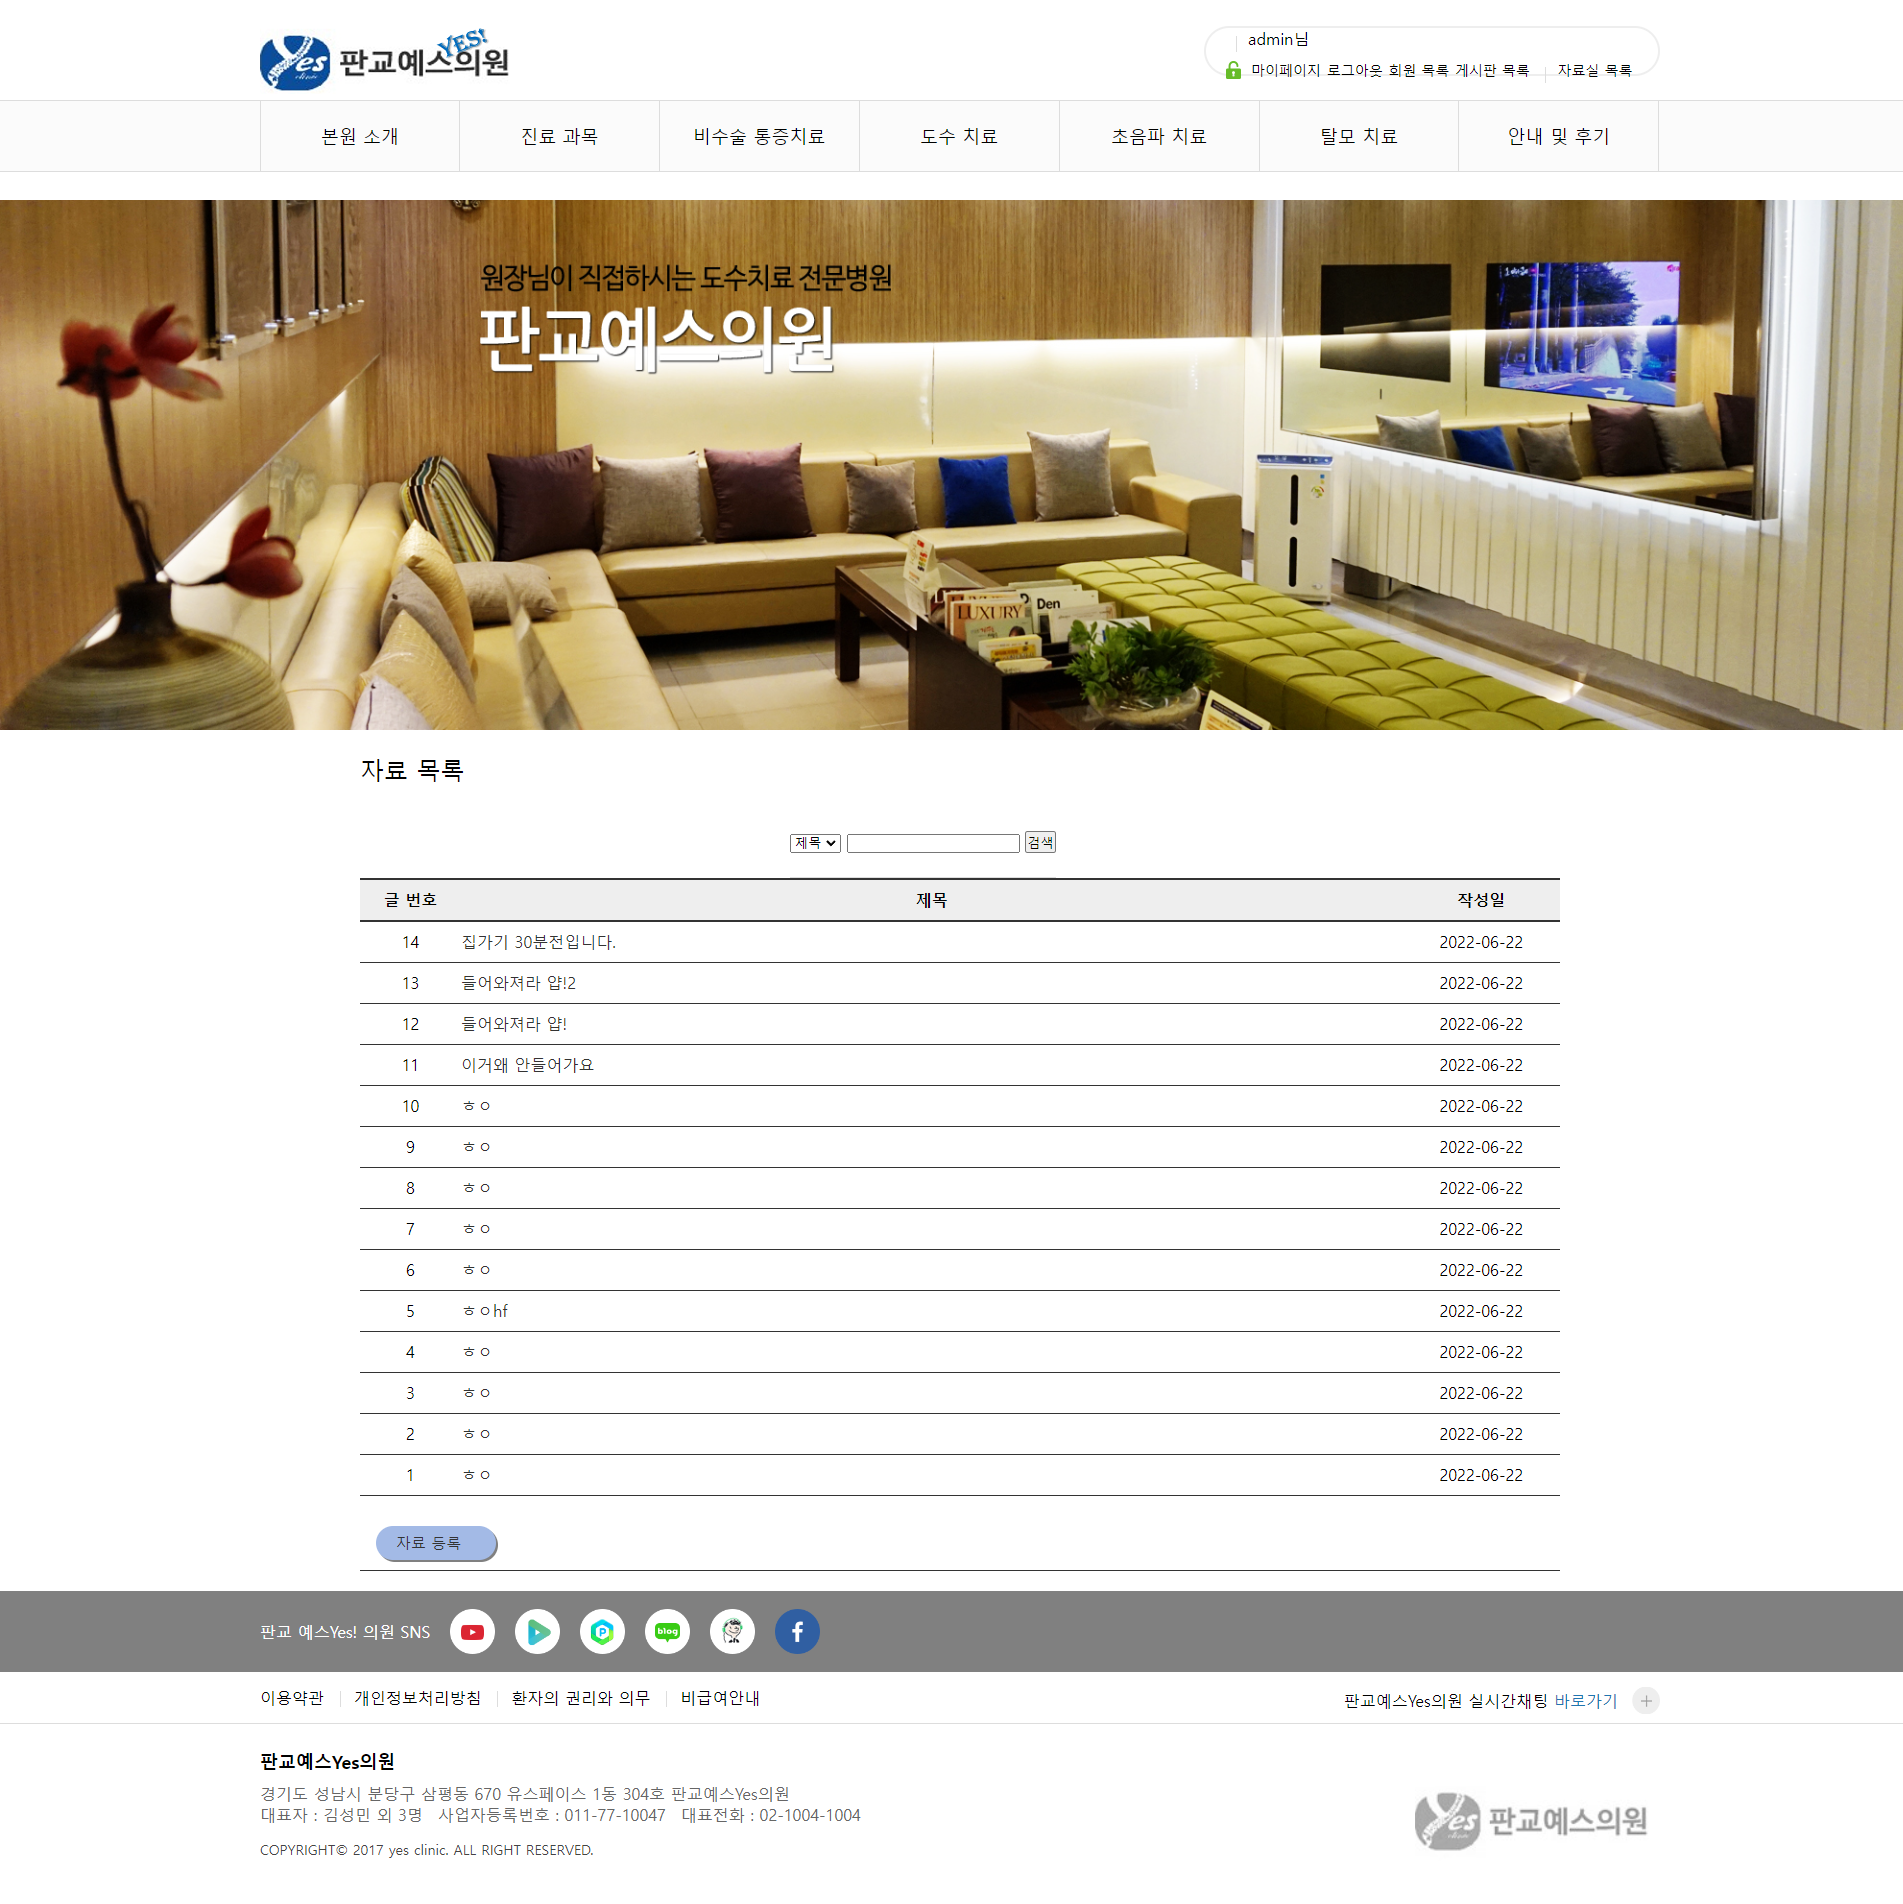 Yes clinic 판교예스의원 YES!
admin님
마이페이지 로그아웃 회원 목록 게시판 목록 자료실 목록
본원 소개 진료 과목 비수술 통증치료 도수 치료 초음파 치료 탈모 치료 안내 및 후기
원장님이 직접하시는 도수치료 전문병원
판교예스의원
LUXURY
Den
자료 목록
제목 검색
글 번호 제목 작성일
14 집가기 30분전입니다. 2022-06-22
13 들어와져라 얍!2 2022-06-22
12 들어와져라 얍! 2022-06-22
11 이거왜 안들어가요 2022-06-22
10 ㅎㅇ 2022-06-22
9 ㅎㅇ 2022-06-22
8 ㅎㅇ 2022-06-22
7 ㅎㅇ 2022-06-22
6 ㅎㅇ 2022-06-22
5 ㅎㅇhf 2022-06-22
4 ㅎㅇ 2022-06-22
3 ㅎㅇ 2022-06-22
2 ㅎㅇ 2022-06-22
1 ㅎㅇ 2022-06-22
자료 등록
판교 예스Yes! 의원 SNS P blog f
이용약관 개인정보처리방침 환자의 권리와 의무 비급여안내 판교예스Yes의원 실시간채팅 바로가기
판교예스Yes의원
경기도 성남시 분당구 삼평동 670 유스페이스 1동 304호 판교예스Yes의원
대표자 : 김성민 외 3명 사업자등록번호 : 011-77-10047 대표전화 : 02-1004-1004
COPYRIGHT© 2017 yes clinic. ALL RIGHT RESERVED.
Yes clinic 판교예스의원